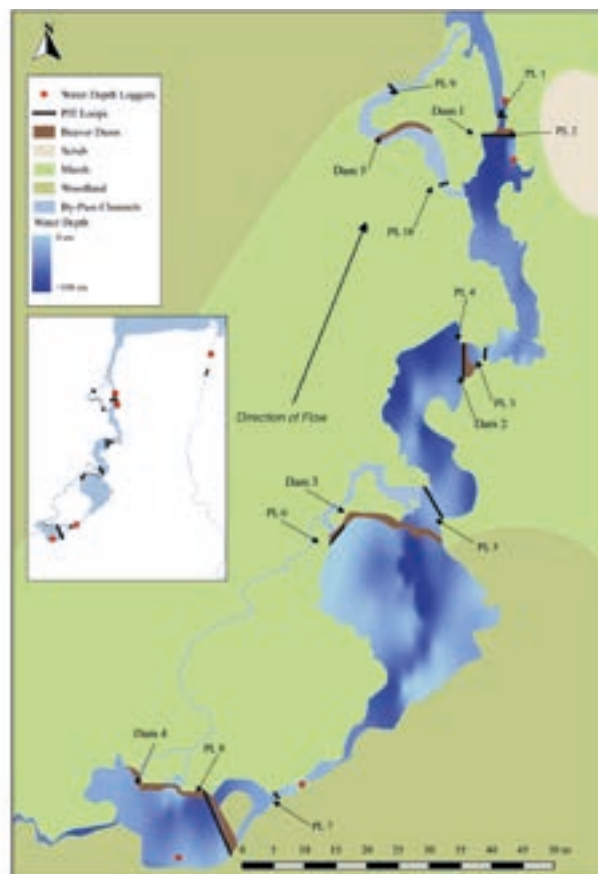 Water Depth Loggers
PIT Loops
Beaver Dams
Scrub
Marsh
Woodland
By-Pass Channels
Water Depth
0 cm
Direction of Flow
PL 9
PL 1
Dam 1
PL 2
Dam 5
PL 10
PL 4
PL 3
Dam 2
Dam 3
PL 6
PL 5
Dam 4
PL 8
PL 7
0 5 10 15 20 25 30 35 40 45 50 m